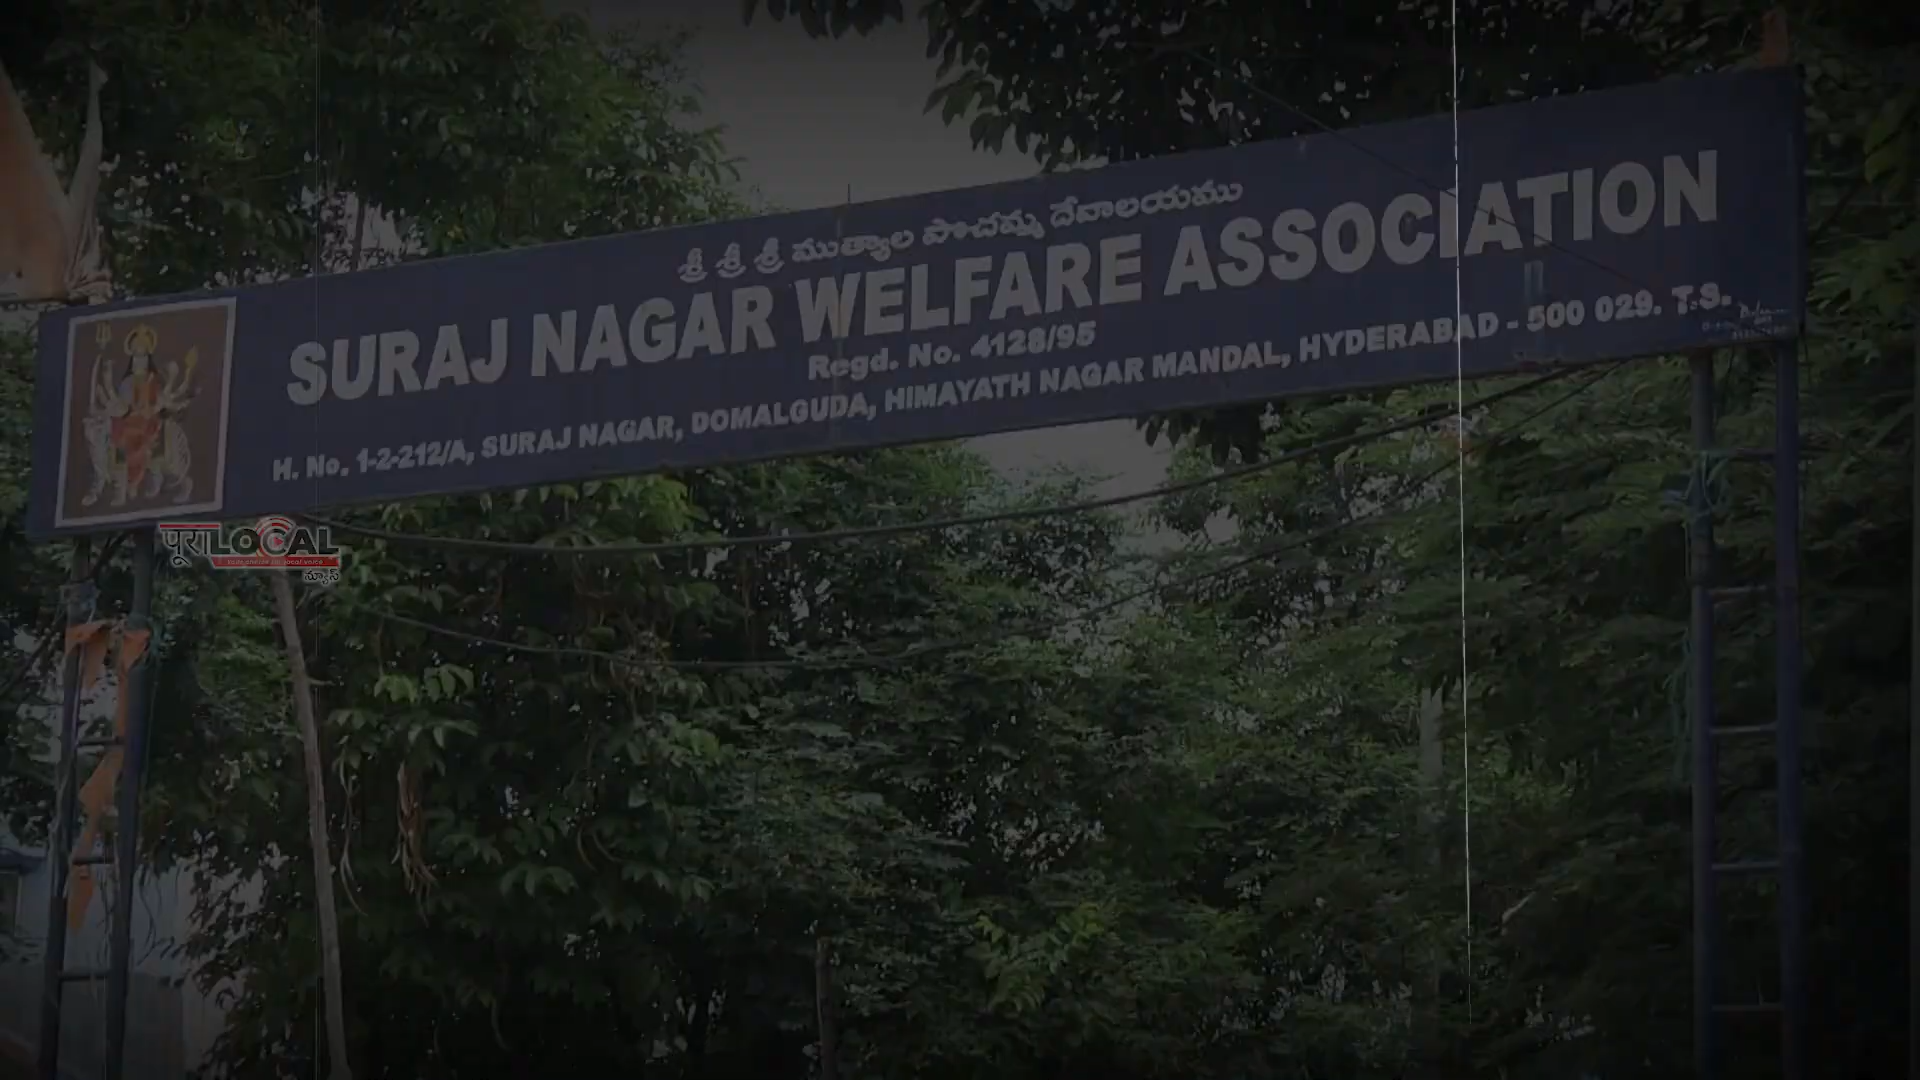 శ్రీ శ్రీ శ్రీ ముత్యాల పోచమ్మ దేవాలయము
SURAJ NAGAR WELFARE ASSOCIATION
Regd. No. 4128/95
H. No. 1-2-212/A, SURAJ NAGAR, DOMALGUDA, HIMAYATH NAGAR MANDAL, HYDERABAD - 500 029. T.S.
पूरा LOCAL
న్యూస్